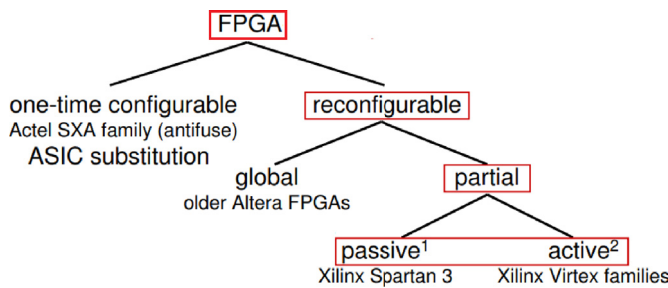 FPGA
one-time configurable
Actel SXA family (antifuse)
ASIC substitution
reconfigurable
global
older Altera FPGAs
partial
passive¹
Xilinx Spartan 3
active²
Xilinx Virtex families